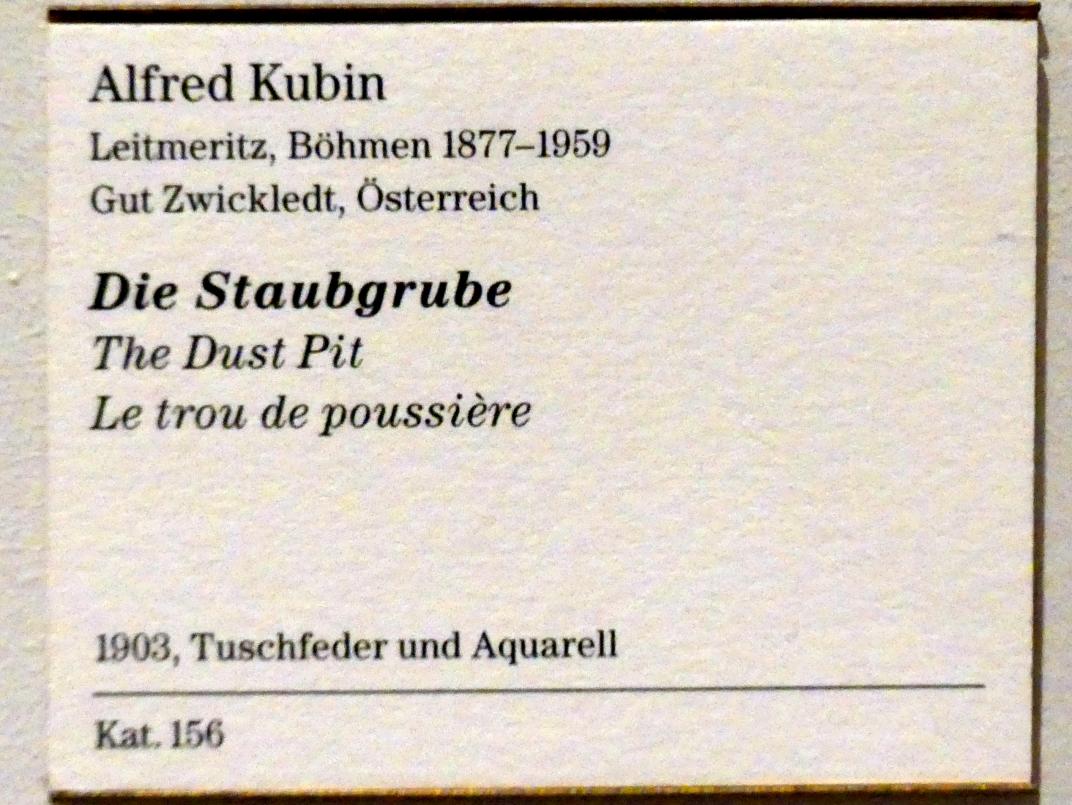 Alfred Kubin
Leitmeritz, Böhmen 1877–1959
Gut Zwickledt, Österreich
Die Staubgrube
The Dust Pit
Le trou de poussière
1903, Tuschfeder und Aquarell
Kat. 156